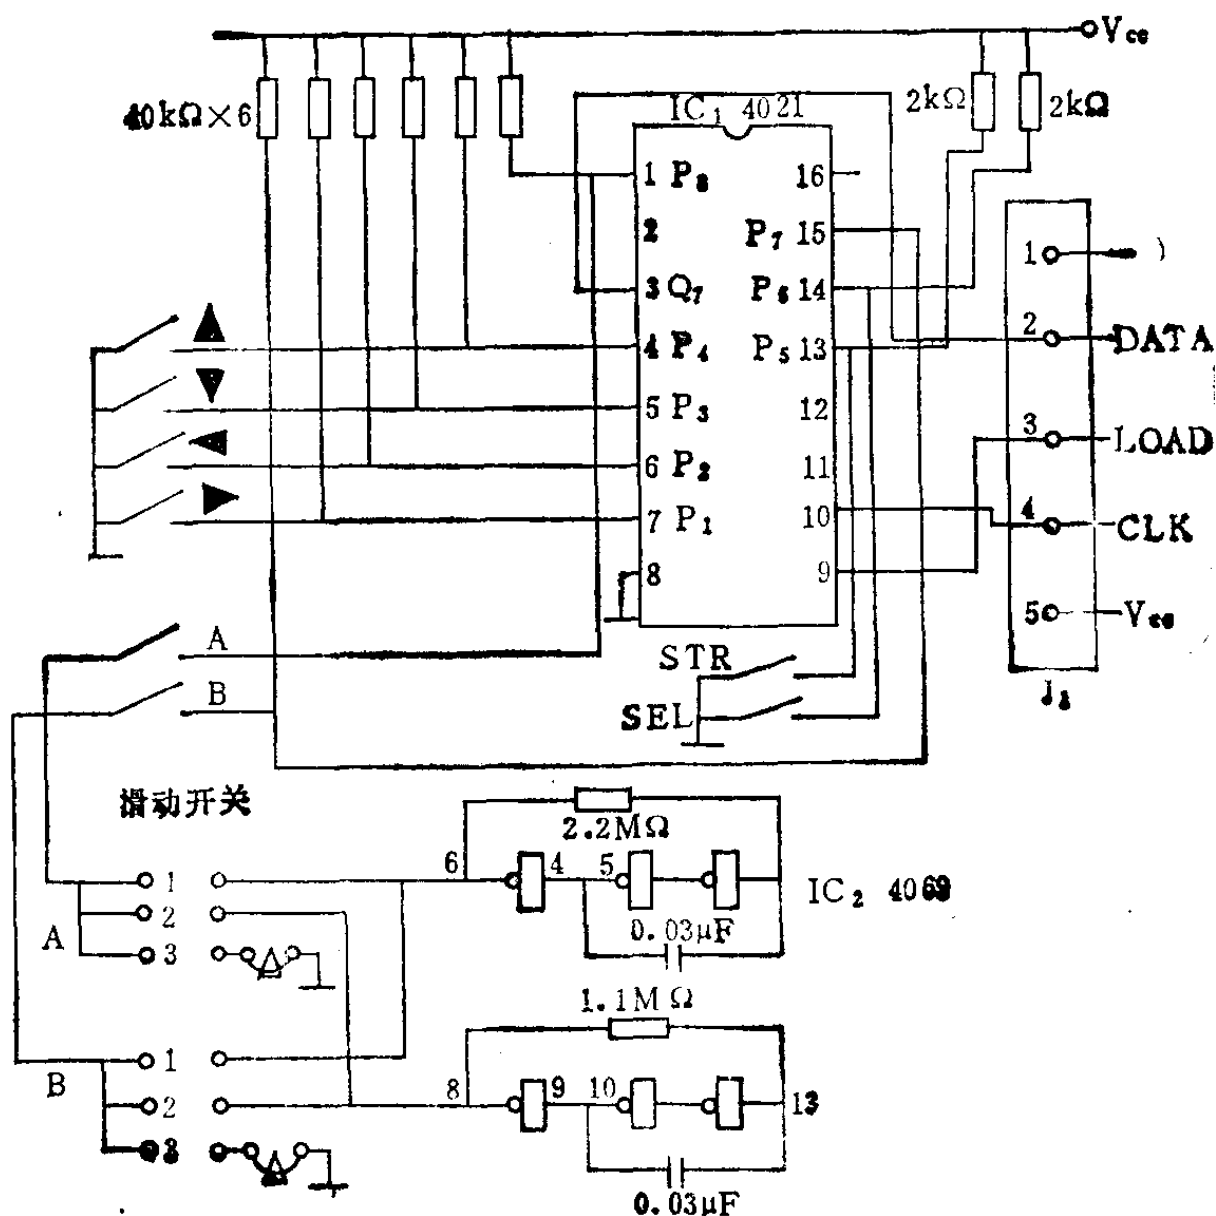 Vcc
40kΩ×6
2kΩ
2kΩ
IC₁ 4021
1 P₈
16
2
P₇ 15
3 Q₇
P₆ 14
4 P₄
P₅ 13
5 P₃
12
6 P₂
11
7 P₁
10
8
9
1
2
DATA
3
LOAD
4
CLK
5
Vcc
A
B
STR
SEL
滑动开关
2.2MΩ
6
4
5
IC₂ 4069
0.03μF
1
2
3
A
1.1MΩ
1
2
3
B
8
9
10
13
0.03μF